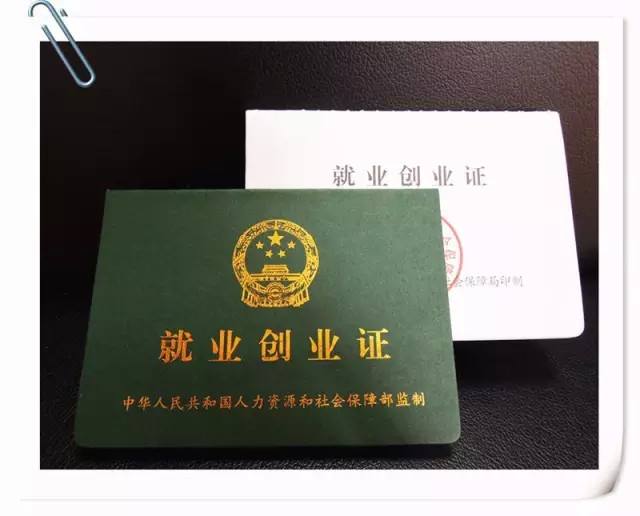 就业创业证
社会保障局印制
就业创业证
中华人民共和国人力资源和社会保障部监制